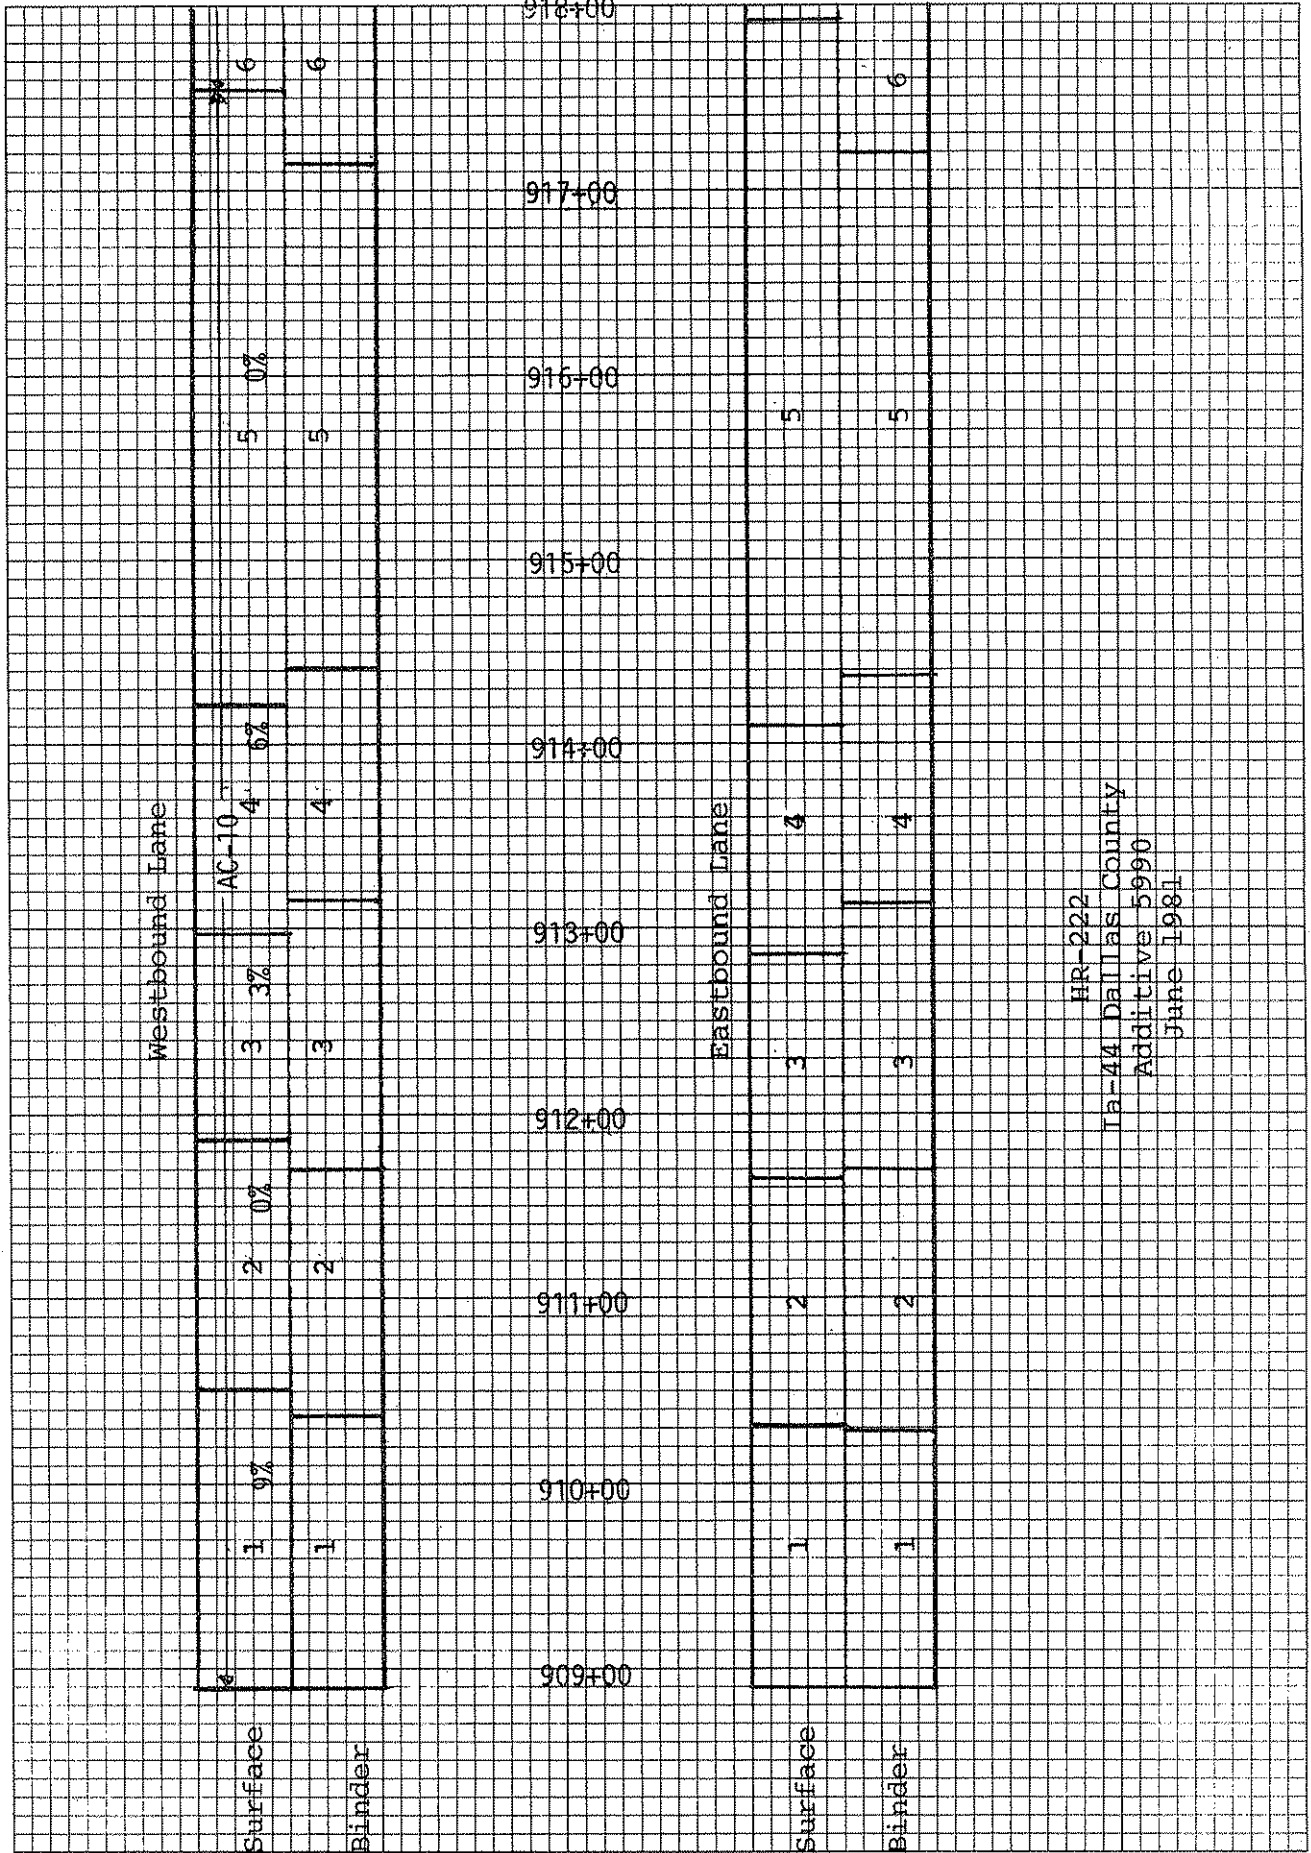 Westbound Lane
AC-10
Surface 1 9% 2 0% 3 3% 4 6% 5 0% 6
Binder 1 2 3 4 5 6
909+00 910+00 911+00 912+00 913+00 914+00 915+00 916+00 917+00 918+00
Eastbound Lane
Surface 1 2 3 4 5
Binder 1 2 3 4 5 6
HR-222
Ia-44 Dallas County
Additive 5990
June 1981